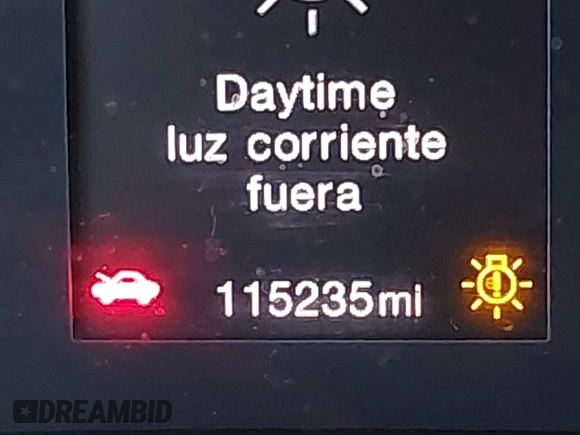 Daytime
luz corriente
fuera
115235mi
DREAMBID